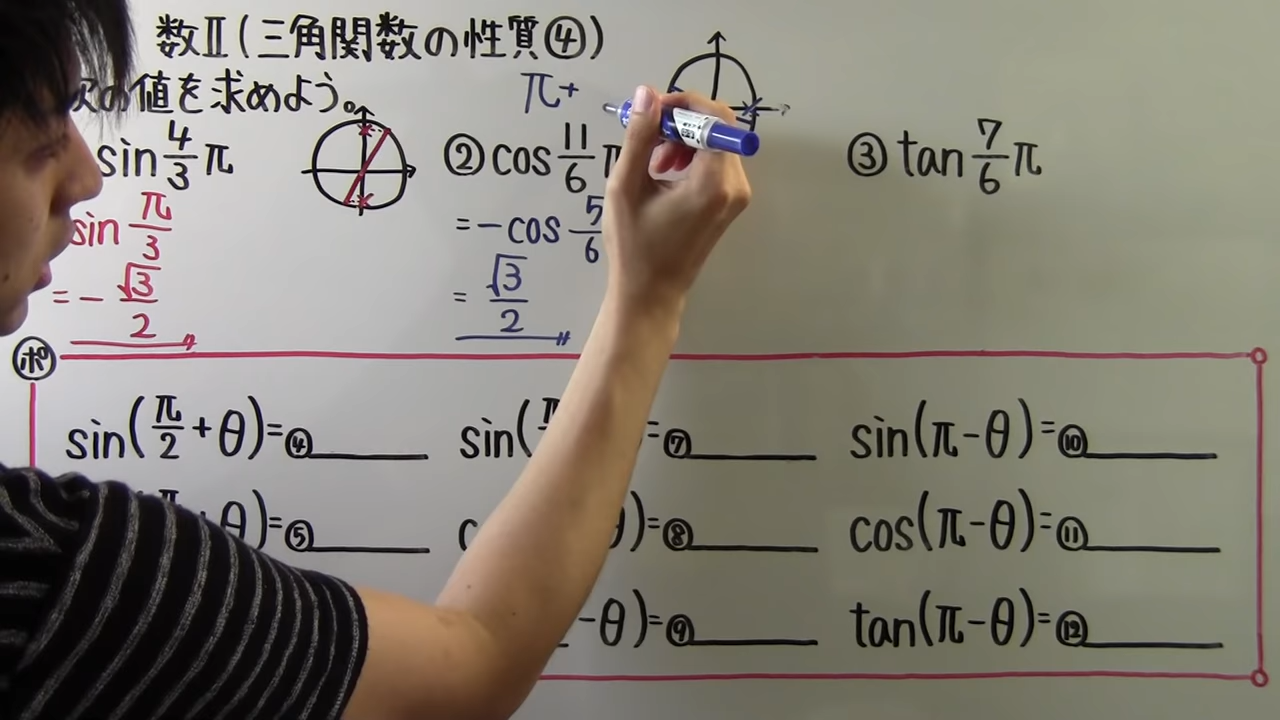 数Ⅱ(三角関数の性質④)
の値を求めよう。
π+
sin 4/3 π
② cos 11/6 π
③ tan 7/6 π
sin π/3
= -cos 5/6
= - √3/2
= √3/2
ポ
sin(π/2 + θ)=④
sin(π =⑦
sin(π - θ)=⑩
π + θ)=⑤
c θ)=⑧
cos(π - θ)=⑪
- θ)=⑨
tan(π - θ)=⑫